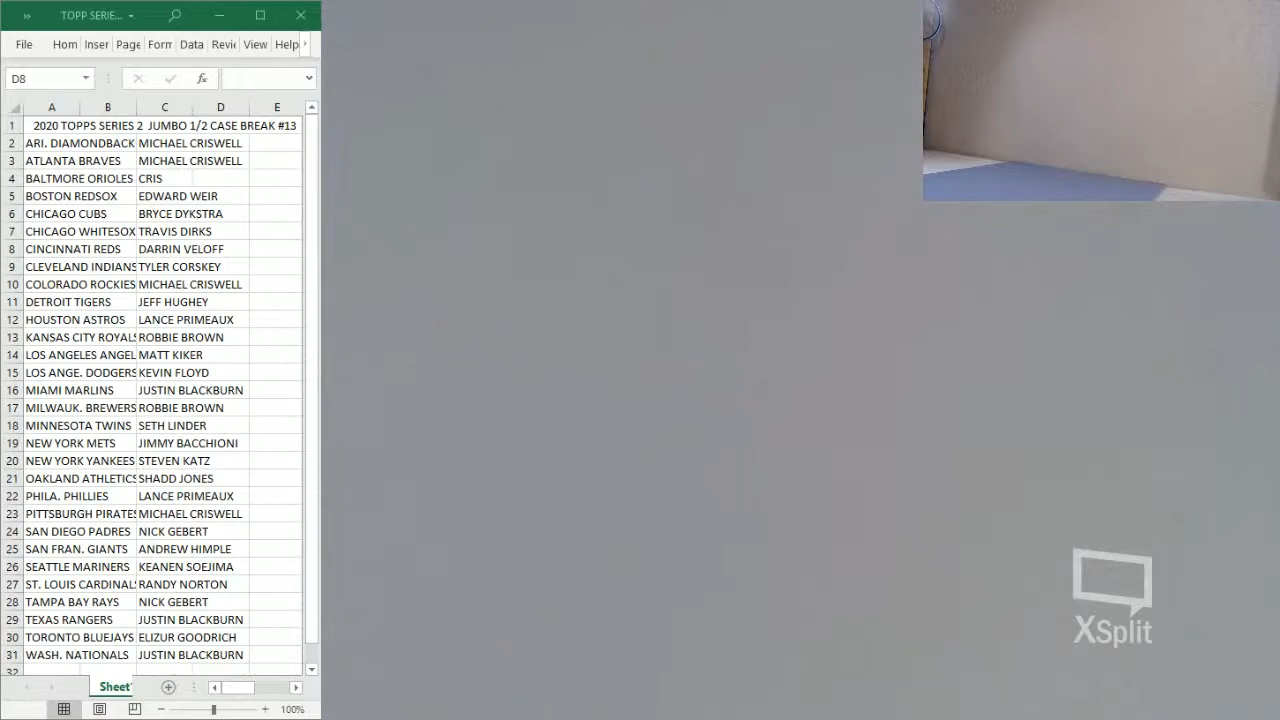 » TOPP SERIE...
File Hom Inser Page Form Data Revi View Help
D8 fx
A B C D E
1 2020 TOPPS SERIES 2 JUMBO 1/2 CASE BREAK #13
2 ARI. DIAMONDBACK MICHAEL CRISWELL
3 ATLANTA BRAVES MICHAEL CRISWELL
4 BALTMORE ORIOLES CRIS
5 BOSTON REDSOX EDWARD WEIR
6 CHICAGO CUBS BRYCE DYKSTRA
7 CHICAGO WHITESOX TRAVIS DIRKS
8 CINCINNATI REDS DARRIN VELOFF
9 CLEVELAND INDIANS TYLER CORSKEY
10 COLORADO ROCKIES MICHAEL CRISWELL
11 DETROIT TIGERS JEFF HUGHEY
12 HOUSTON ASTROS LANCE PRIMEAUX
13 KANSAS CITY ROYALS ROBBIE BROWN
14 LOS ANGELES ANGEL MATT KIKER
15 LOS ANGE. DODGERS KEVIN FLOYD
16 MIAMI MARLINS JUSTIN BLACKBURN
17 MILWAUK. BREWERS ROBBIE BROWN
18 MINNESOTA TWINS SETH LINDER
19 NEW YORK METS JIMMY BACCHIONI
20 NEW YORK YANKEES STEVEN KATZ
21 OAKLAND ATHLETICS SHADD JONES
22 PHILA. PHILLIES LANCE PRIMEAUX
23 PITTSBURGH PIRATES MICHAEL CRISWELL
24 SAN DIEGO PADRES NICK GEBERT
25 SAN FRAN. GIANTS ANDREW HIMPLE
26 SEATTLE MARINERS KEANEN SOEJIMA
27 ST. LOUIS CARDINALS RANDY NORTON
28 TAMPA BAY RAYS NICK GEBERT
29 TEXAS RANGERS JUSTIN BLACKBURN
30 TORONTO BLUEJAYS ELIZUR GOODRICH
31 WASH. NATIONALS JUSTIN BLACKBURN
32
Sheet1
100%
XSplit